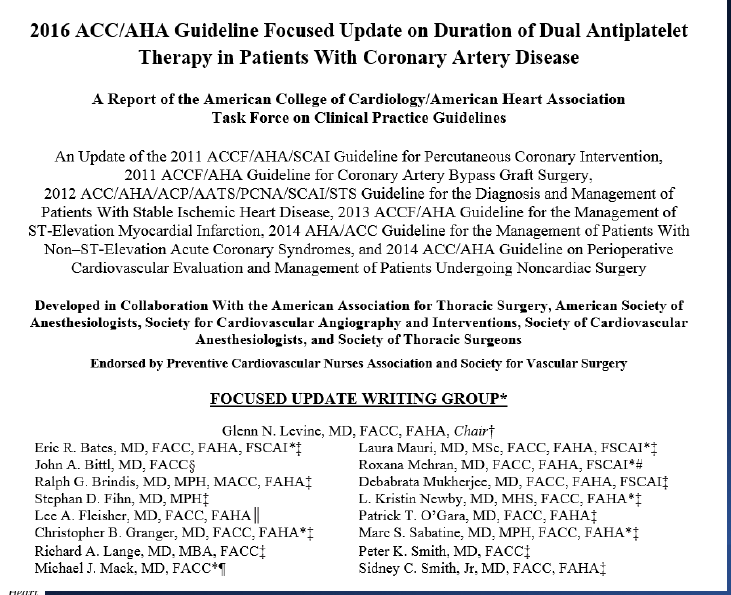 2016 ACC/AHA Guideline Focused Update on Duration of Dual Antiplatelet
Therapy in Patients With Coronary Artery Disease
A Report of the American College of Cardiology/American Heart Association
Task Force on Clinical Practice Guidelines
An Update of the 2011 ACCF/AHA/SCAI Guideline for Percutaneous Coronary Intervention,
2011 ACCF/AHA Guideline for Coronary Artery Bypass Graft Surgery,
2012 ACC/AHA/ACP/AATS/PCNA/SCAI/STS Guideline for the Diagnosis and Management of
Patients With Stable Ischemic Heart Disease, 2013 ACCF/AHA Guideline for the Management of
ST-Elevation Myocardial Infarction, 2014 AHA/ACC Guideline for the Management of Patients With
Non–ST-Elevation Acute Coronary Syndromes, and 2014 ACC/AHA Guideline on Perioperative
Cardiovascular Evaluation and Management of Patients Undergoing Noncardiac Surgery
Developed in Collaboration With the American Association for Thoracic Surgery, American Society of
Anesthesiologists, Society for Cardiovascular Angiography and Interventions, Society of Cardiovascular
Anesthesiologists, and Society of Thoracic Surgeons
Endorsed by Preventive Cardiovascular Nurses Association and Society for Vascular Surgery
FOCUSED UPDATE WRITING GROUP*
Glenn N. Levine, MD, FACC, FAHA, Chair†
Eric R. Bates, MD, FACC, FAHA, FSCAI*‡
John A. Bittl, MD, FACC§
Ralph G. Brindis, MD, MPH, MACC, FAHA‡
Stephan D. Fihn, MD, MPH‡
Lee A. Fleisher, MD, FACC, FAHA║
Christopher B. Granger, MD, FACC, FAHA*‡
Richard A. Lange, MD, MBA, FACC‡
Michael J. Mack, MD, FACC*¶
Laura Mauri, MD, MSc, FACC, FAHA, FSCAI*‡
Roxana Mehran, MD, FACC, FAHA, FSCAI*#
Debabrata Mukherjee, MD, FACC, FAHA, FSCAI‡
L. Kristin Newby, MD, MHS, FACC, FAHA*‡
Patrick T. O’Gara, MD, FACC, FAHA‡
Marc S. Sabatine, MD, MPH, FACC, FAHA*‡
Peter K. Smith, MD, FACC‡
Sidney C. Smith, Jr, MD, FACC, FAHA‡